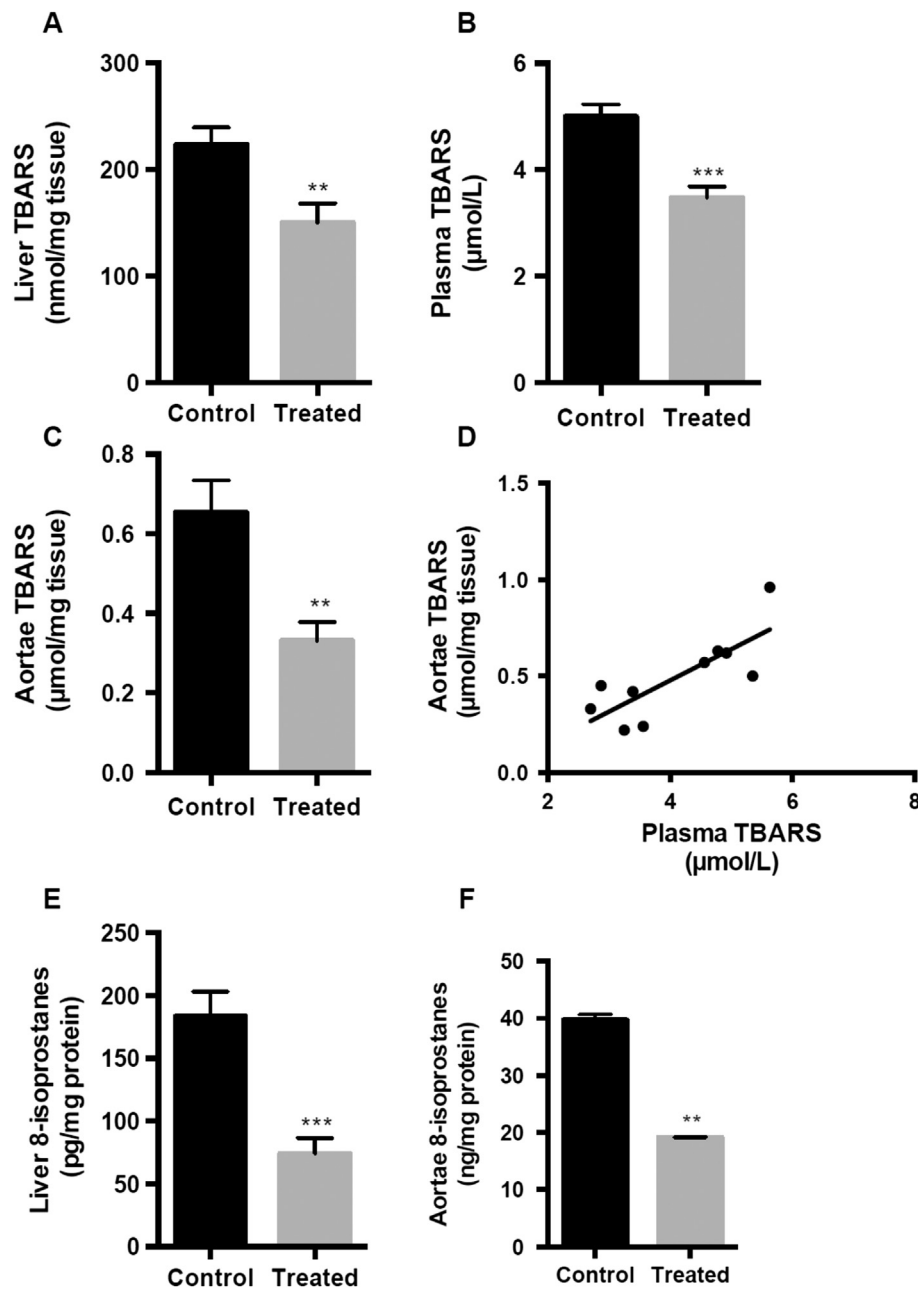 A
Liver TBARS
(nmol/mg tissue)
300
200
100
0
**
Control Treated
B
Plasma TBARS
(µmol/L)
6
4
2
0
***
Control Treated
C
Aortae TBARS
(µmol/mg tissue)
0.8
0.6
0.4
0.2
0.0
**
Control Treated
D
Aortae TBARS
(µmol/mg tissue)
1.5
1.0
0.5
0.0
2 4 6 8
Plasma TBARS
(µmol/L)
E
Liver 8-isoprostanes
(pg/mg protein)
250
200
150
100
50
0
***
Control Treated
F
Aortae 8-isoprostanes
(ng/mg protein)
50
40
30
20
10
0
**
Control Treated